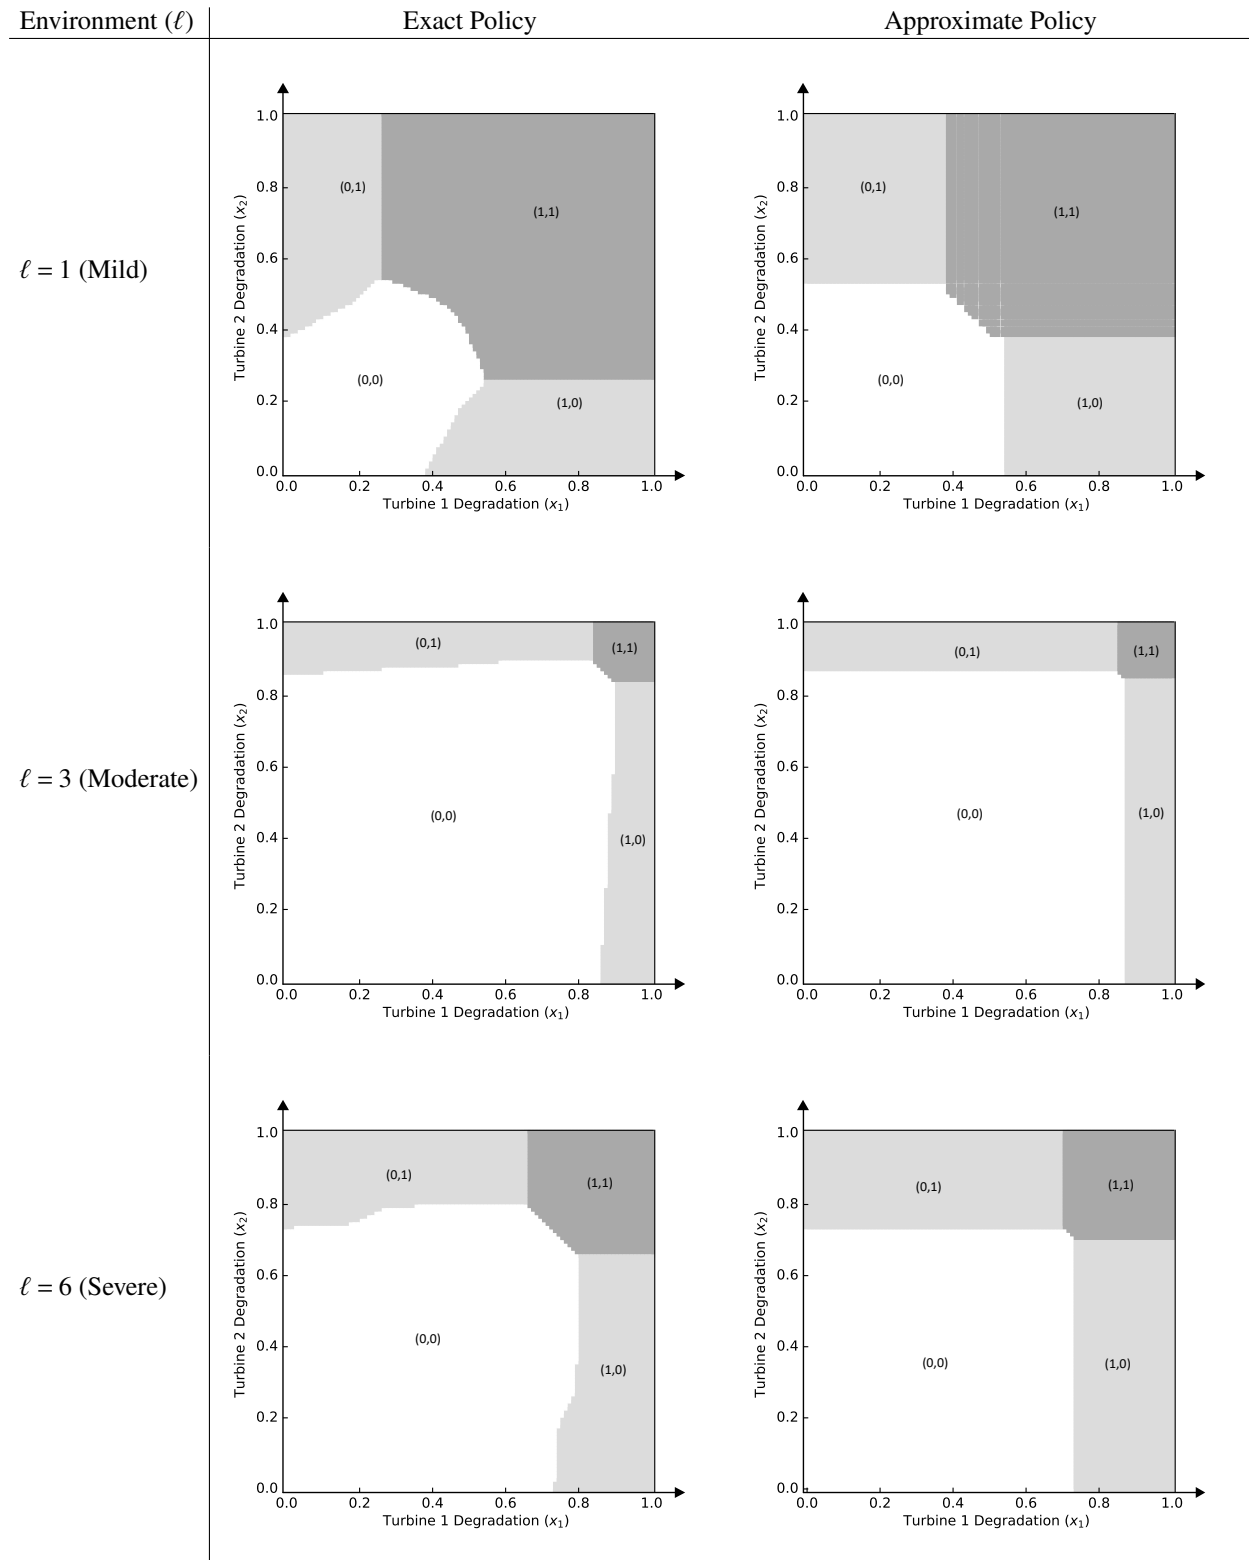 Environment (ℓ) Exact Policy Approximate Policy
ℓ = 1 (Mild)
1.0
0.8
0.6
0.4
0.2
0.0
Turbine 2 Degradation (x₂)
(0,1)
(1,1)
(0,0)
(1,0)
0.0 0.2 0.4 0.6 0.8 1.0
Turbine 1 Degradation (x₁)
1.0
0.8
0.6
0.4
0.2
0.0
Turbine 2 Degradation (x₂)
(0,1)
(1,1)
(0,0)
(1,0)
0.0 0.2 0.4 0.6 0.8 1.0
Turbine 1 Degradation (x₁)
ℓ = 3 (Moderate)
1.0
0.8
0.6
0.4
0.2
0.0
Turbine 2 Degradation (x₂)
(0,1)
(1,1)
(0,0)
(1,0)
0.0 0.2 0.4 0.6 0.8 1.0
Turbine 1 Degradation (x₁)
1.0
0.8
0.6
0.4
0.2
0.0
Turbine 2 Degradation (x₂)
(0,1)
(1,1)
(0,0)
(1,0)
0.0 0.2 0.4 0.6 0.8 1.0
Turbine 1 Degradation (x₁)
ℓ = 6 (Severe)
1.0
0.8
0.6
0.4
0.2
0.0
Turbine 2 Degradation (x₂)
(0,1)
(1,1)
(0,0)
(1,0)
0.0 0.2 0.4 0.6 0.8 1.0
Turbine 1 Degradation (x₁)
1.0
0.8
0.6
0.4
0.2
0.0
Turbine 2 Degradation (x₂)
(0,1)
(1,1)
(0,0)
(1,0)
0.0 0.2 0.4 0.6 0.8 1.0
Turbine 1 Degradation (x₁)